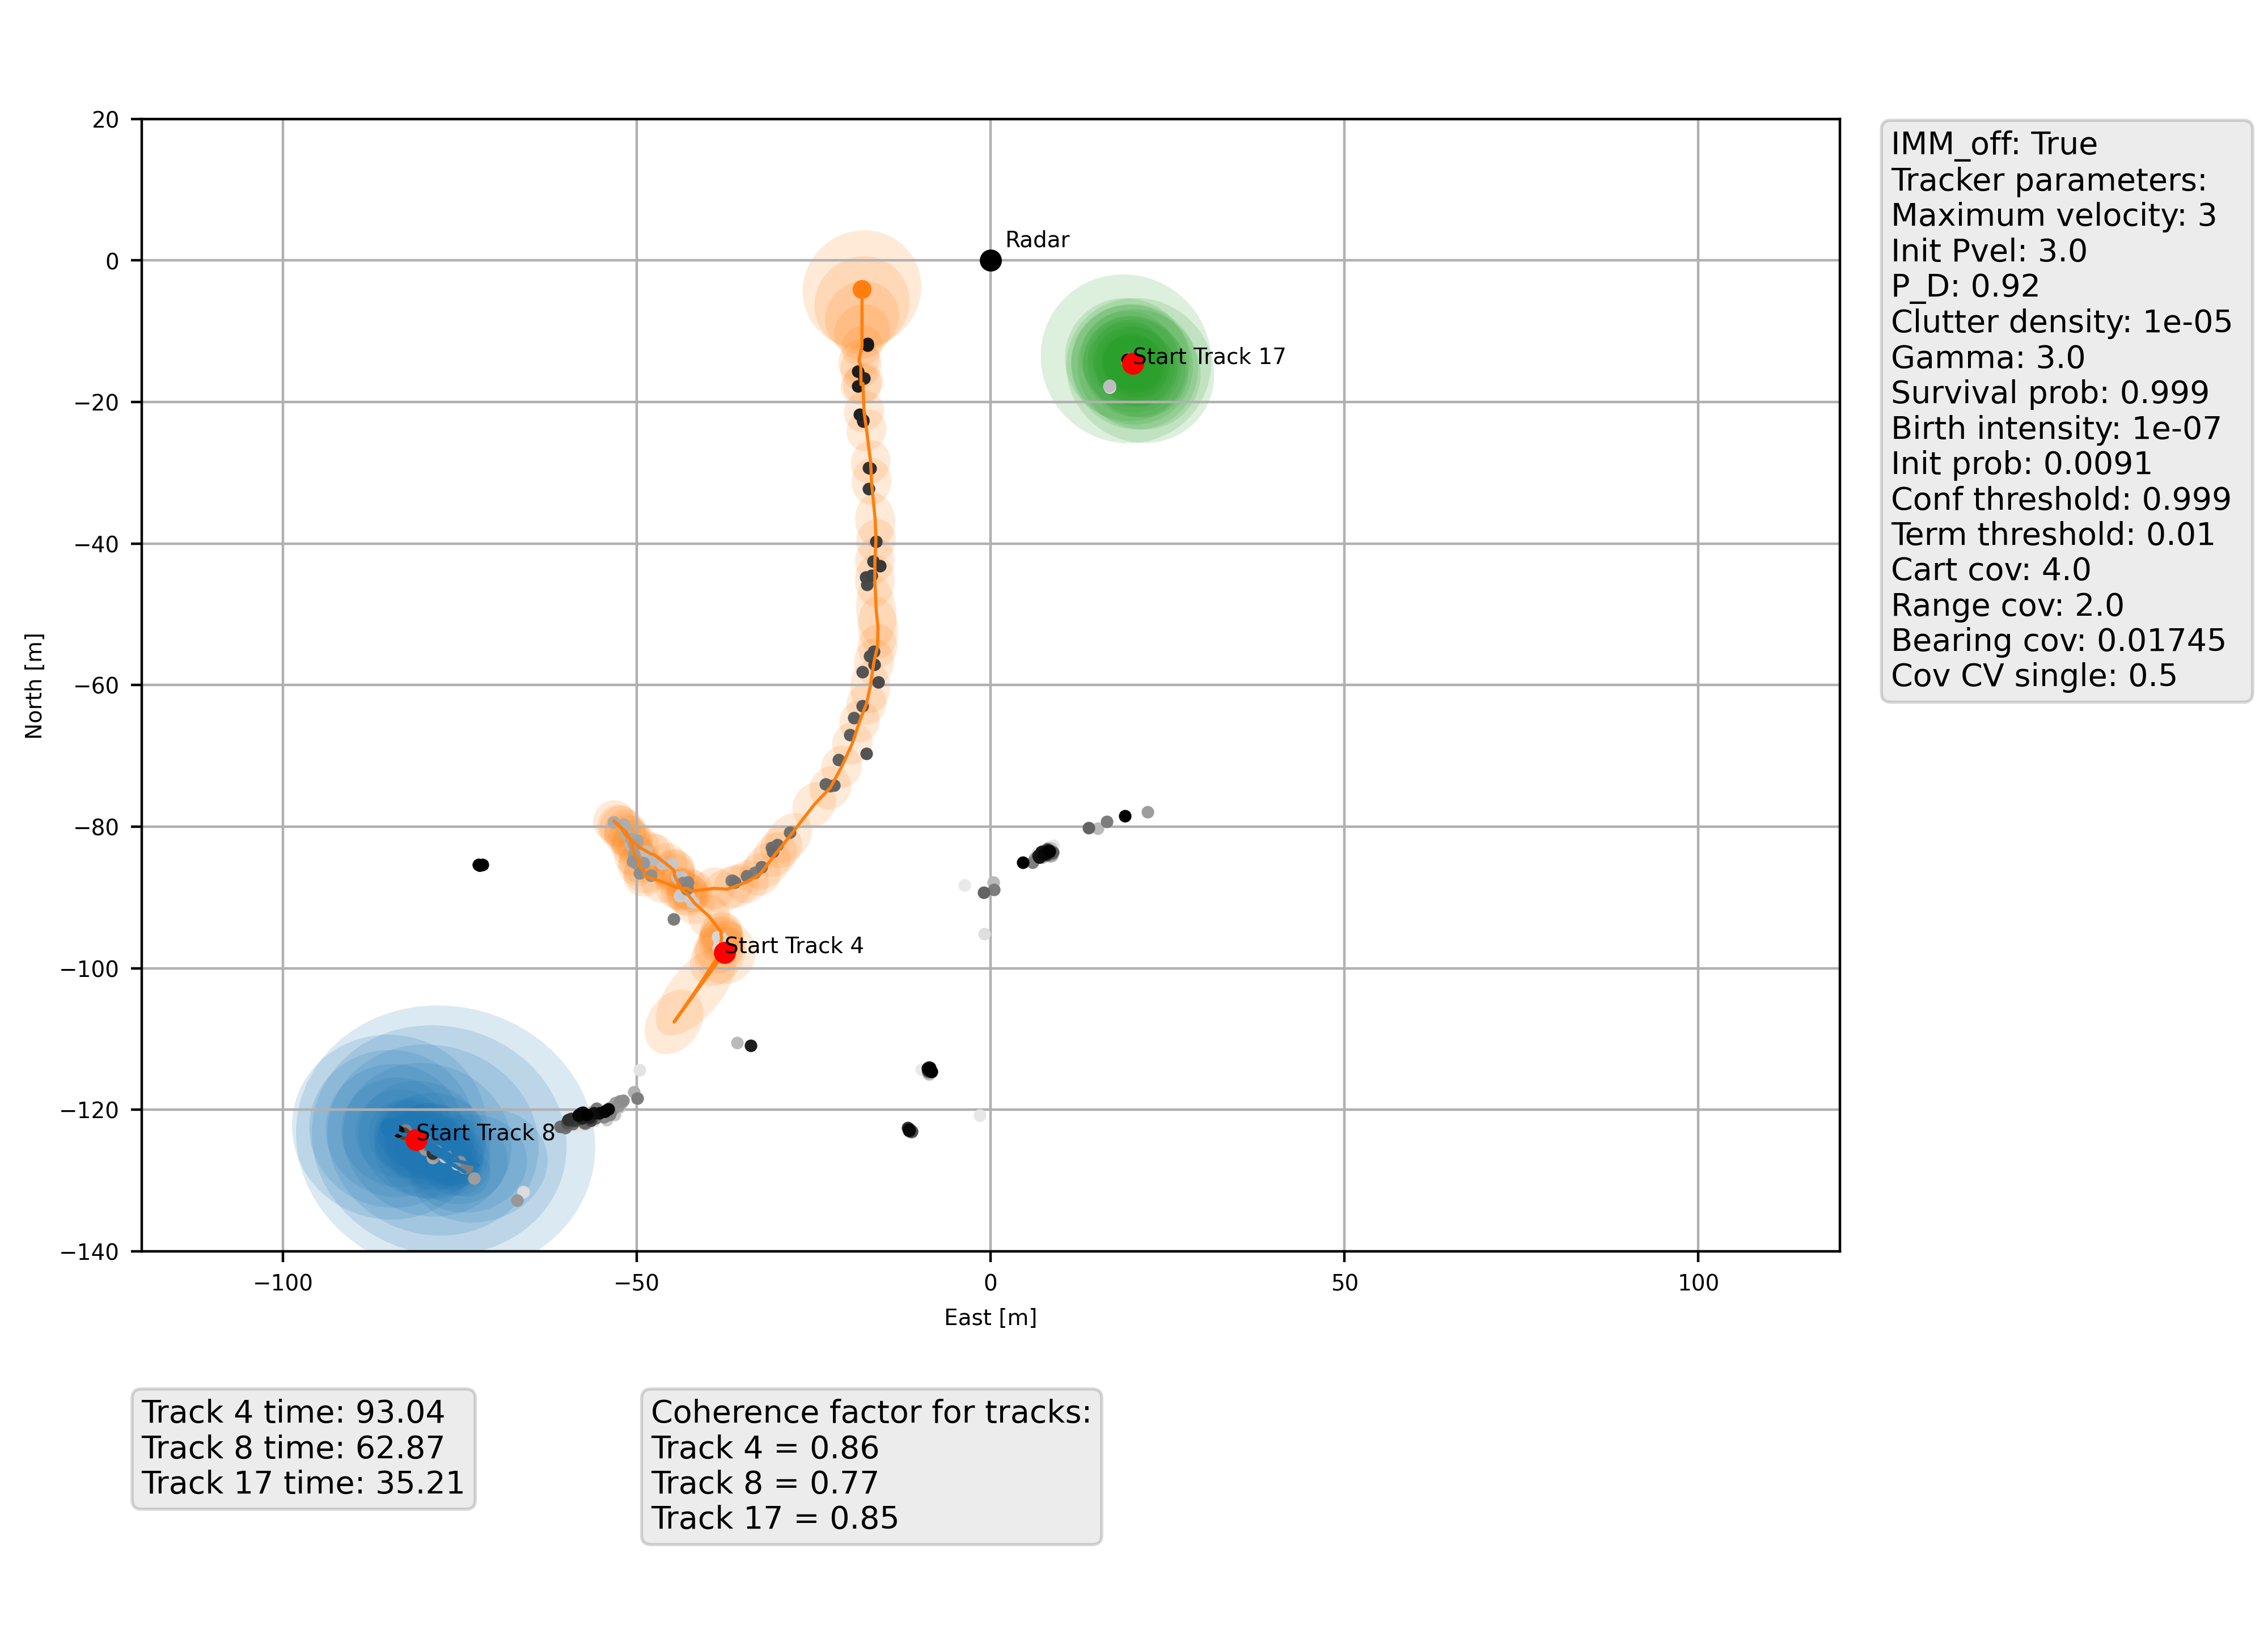 20
0
−20
−40
−60
−80
−100
−120
−140
North [m]
−100
−50
0
50
100
East [m]
Radar
Start Track 17
Start Track 4
Start Track 8
IMM_off: True
Tracker parameters:
Maximum velocity: 3
Init Pvel: 3.0
P_D: 0.92
Clutter density: 1e-05
Gamma: 3.0
Survival prob: 0.999
Birth intensity: 1e-07
Init prob: 0.0091
Conf threshold: 0.999
Term threshold: 0.01
Cart cov: 4.0
Range cov: 2.0
Bearing cov: 0.01745
Cov CV single: 0.5
Track 4 time: 93.04
Track 8 time: 62.87
Track 17 time: 35.21
Coherence factor for tracks:
Track 4 = 0.86
Track 8 = 0.77
Track 17 = 0.85